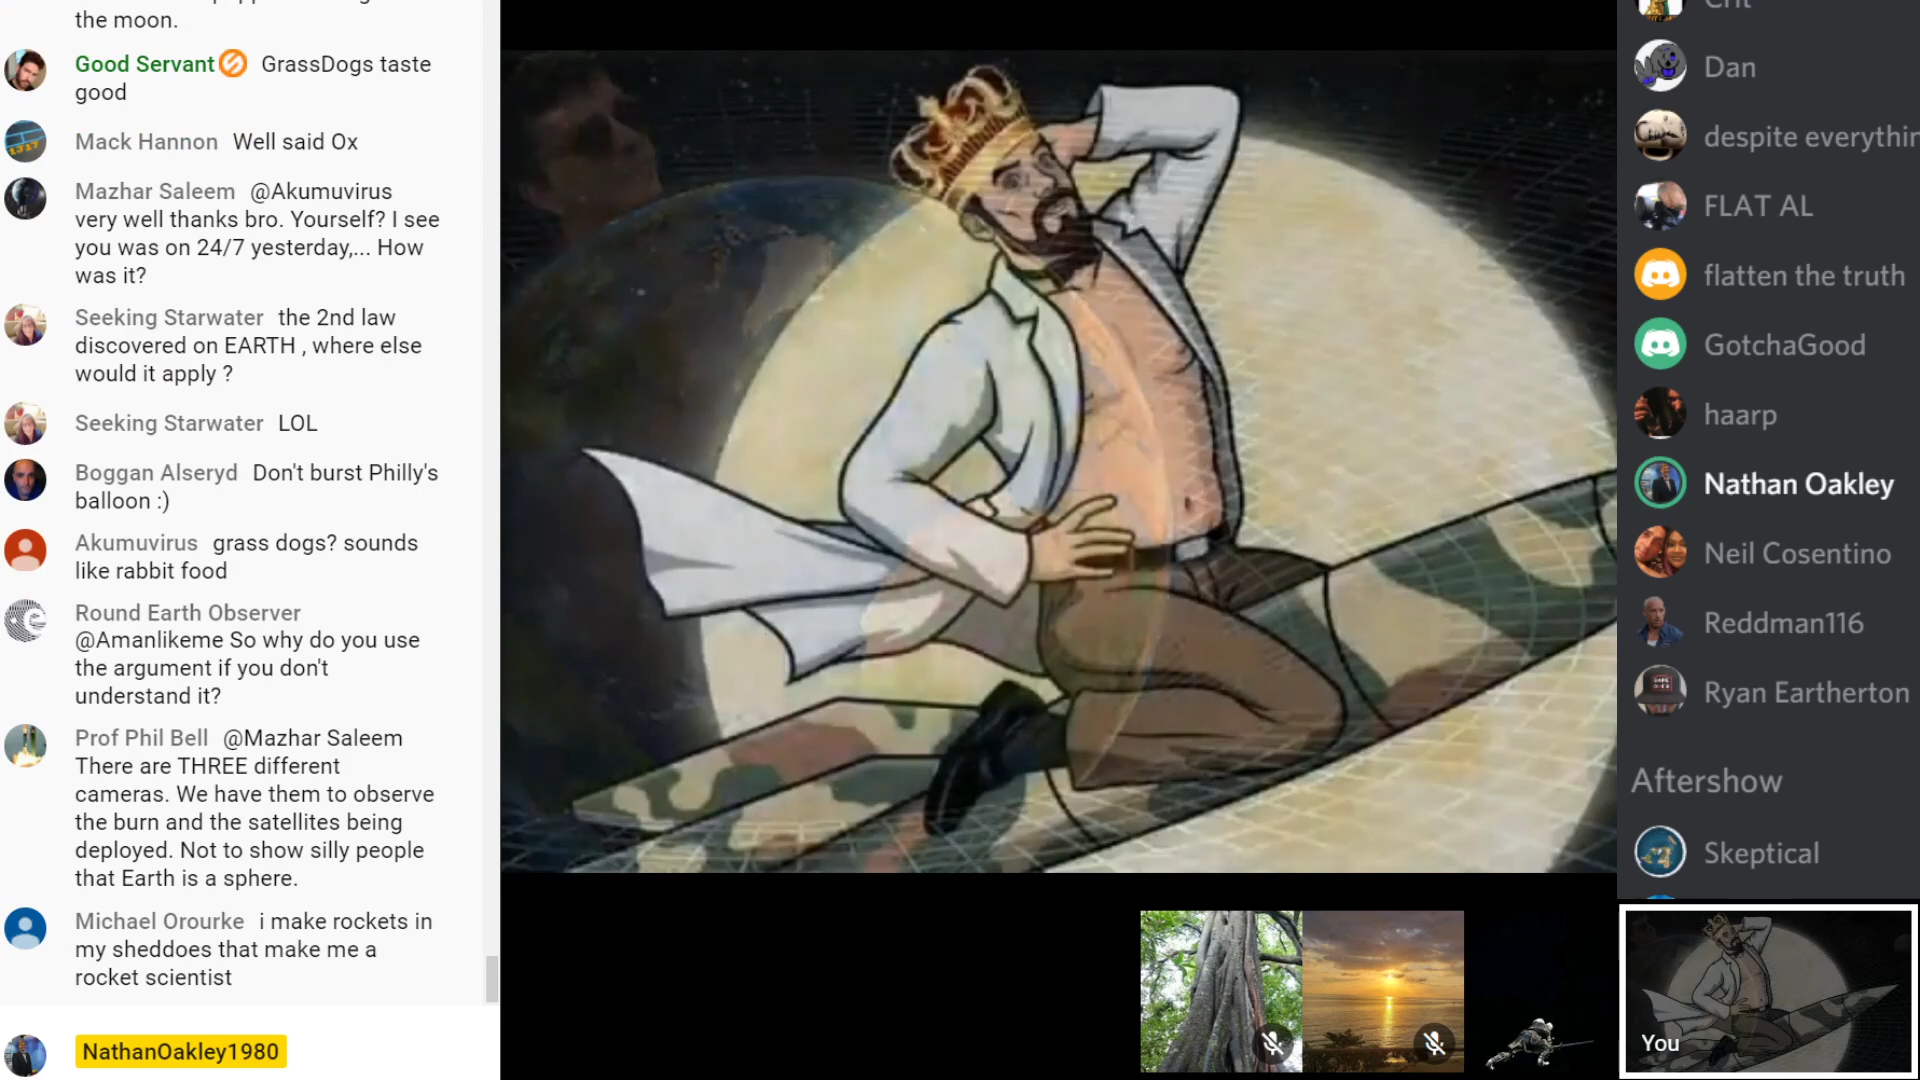 the moon.
Good Servant GrassDogs taste
good
Mack Hannon Well said Ox
Mazhar Saleem @Akumuvirus
very well thanks bro. Yourself? I see
you was on 24/7 yesterday,... How
was it?
Seeking Starwater the 2nd law
discovered on EARTH , where else
would it apply ?
Seeking Starwater LOL
Boggan Alseryd Don't burst Philly's
balloon :)
Akumuvirus grass dogs? sounds
like rabbit food
Round Earth Observer
@Amanlikeme So why do you use
the argument if you don't
understand it?
Prof Phil Bell @Mazhar Saleem
There are THREE different
cameras. We have them to observe
the burn and the satellites being
deployed. Not to show silly people
that Earth is a sphere.
Michael Orourke i make rockets in
my sheddoes that make me a
rocket scientist
NathanOakley1980
Dan
despite everythin
FLAT AL
flatten the truth
GotchaGood
haarp
Nathan Oakley
Neil Cosentino
Reddman116
Ryan Eartherton
Aftershow
Skeptical
You